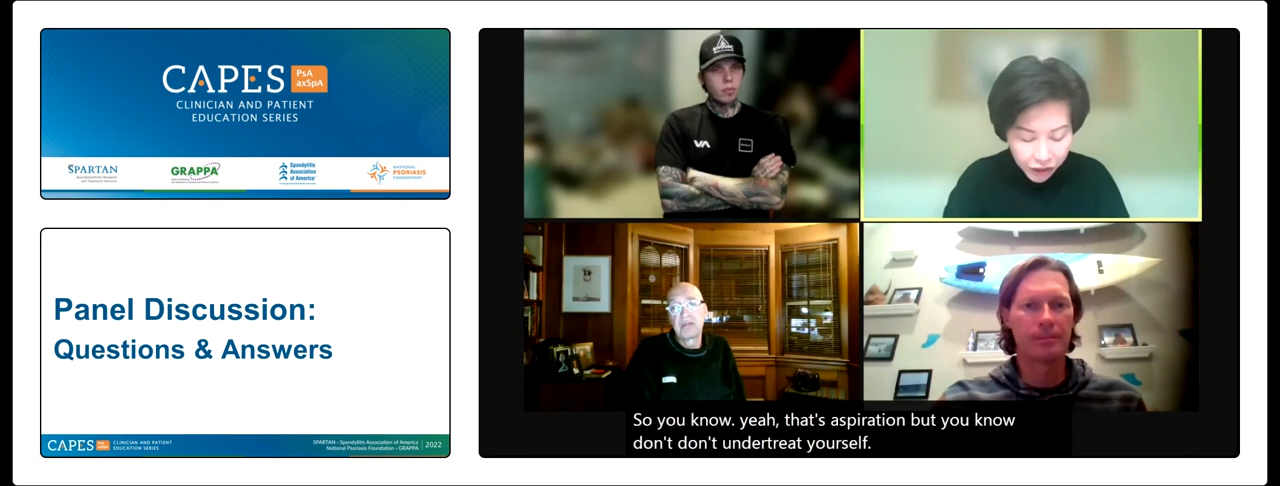 CAPES PsA
axSpA
CLINICIAN AND PATIENT
EDUCATION SERIES
SPARTAN
GRAPPA
Spondylitis
Association
of America
NATIONAL
PSORIASIS
FOUNDATION
Panel Discussion:
Questions & Answers
CAPES
CLINICIAN AND PATIENT
EDUCATION SERIES
SPARTAN • Spondylitis Association of America
National Psoriasis Foundation • GRAPPA
2022
VA
So you know. yeah, that's aspiration but you know
don't don't undertreat yourself.